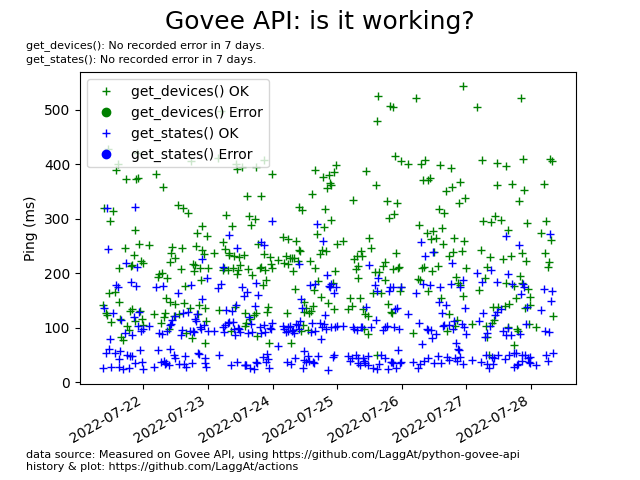 Govee API: is it working?
get_devices(): No recorded error in 7 days.
get_states(): No recorded error in 7 days.
get_devices() OK
get_devices() Error
get_states() OK
get_states() Error
Ping (ms)
500
400
300
200
100
0
2022-07-22
2022-07-23
2022-07-24
2022-07-25
2022-07-26
2022-07-27
2022-07-28
data source: Measured on Govee API, using https://github.com/LaggAt/python-govee-api
history & plot: https://github.com/LaggAt/actions